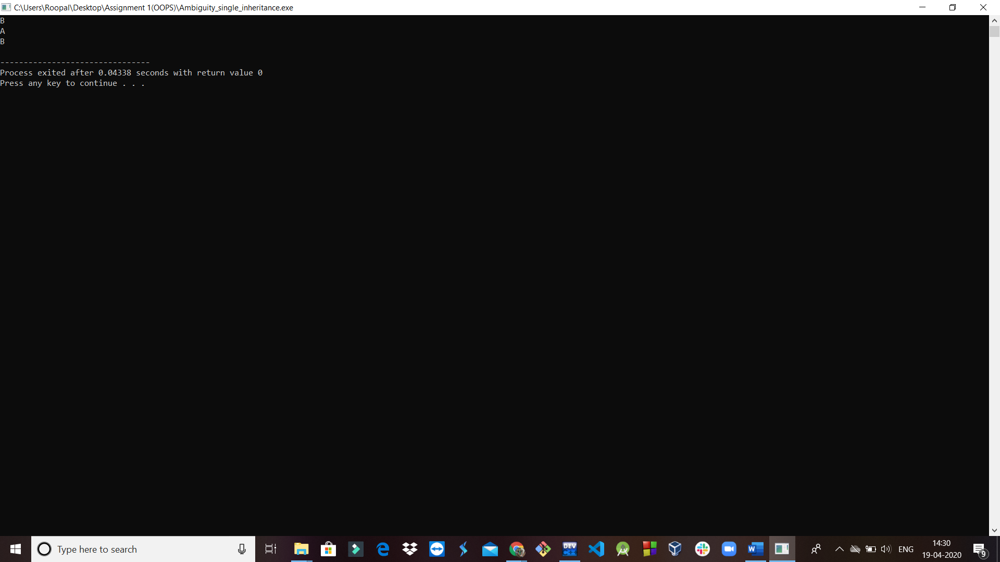 C:\Users\Roopal\Desktop\Assignment 1(OOPS)\Ambiguity_single_inheritance.exe
B
A
B
--------------------------------
Process exited after 0.04338 seconds with return value 0
Press any key to continue . . .
Type here to search
DEV
C++
W
ENG
14:30
19-04-2020
9